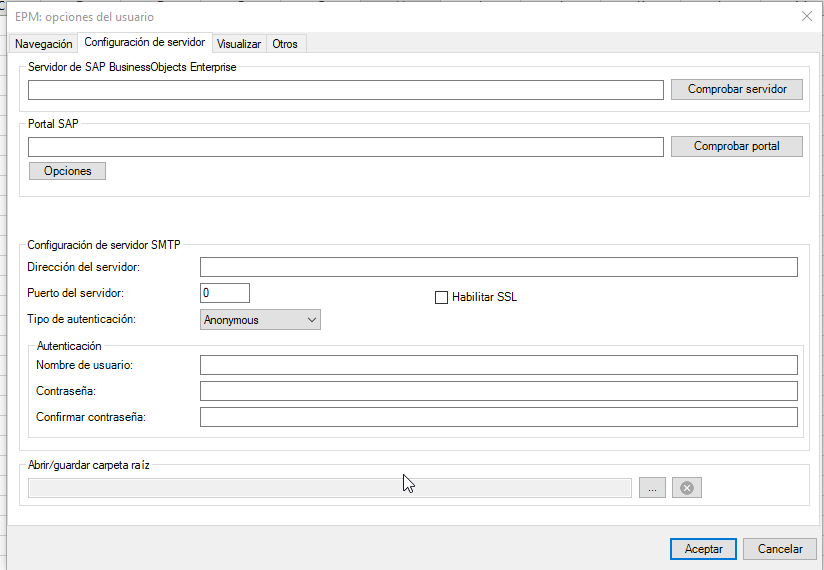 EPM: opciones del usuario
Navegación Configuración de servidor Visualizar Otros
Servidor de SAP BusinessObjects Enterprise
Comprobar servidor
Portal SAP
Comprobar portal
Opciones
Configuración de servidor SMTP
Dirección del servidor:
Puerto del servidor: 0 Habilitar SSL
Tipo de autenticación: Anonymous
Autenticación
Nombre de usuario:
Contraseña:
Confirmar contraseña:
Abrir/guardar carpeta raíz
...
Aceptar Cancelar